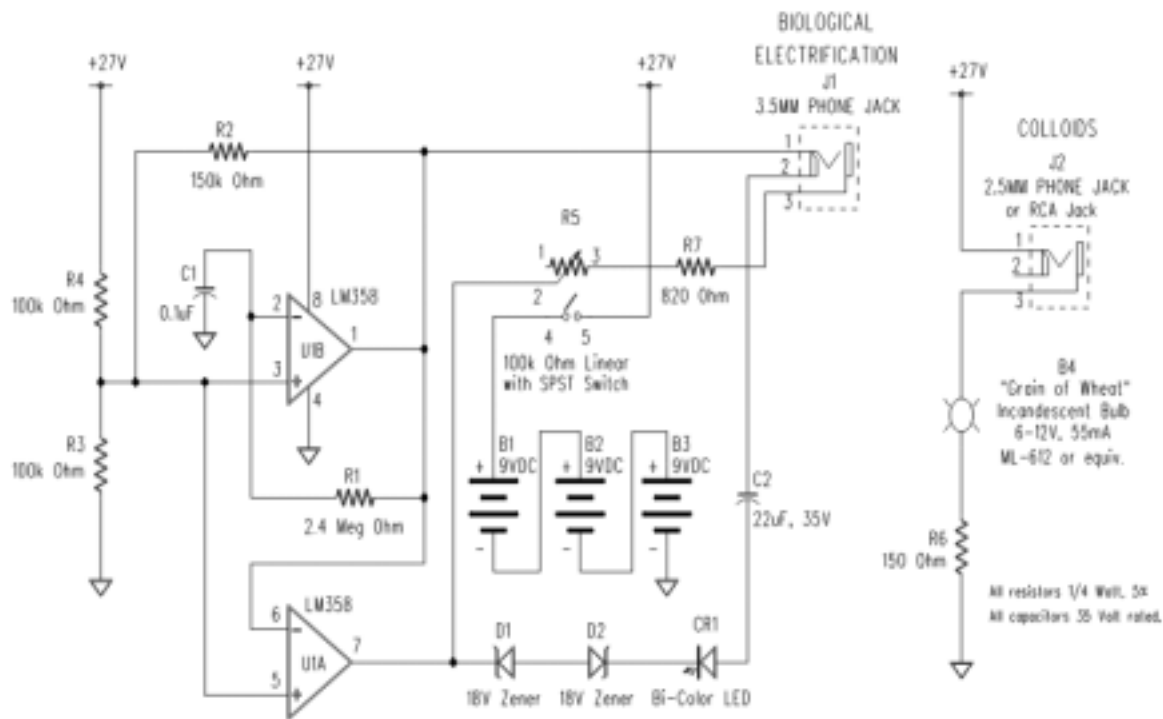 BIOLOGICAL
ELECTRIFICATION
J1
3.5MM PHONE JACK
+27V
+27V
+27V
+27V
COLLOIDS
J2
2.5MM PHONE JACK
or RCA Jack
R2
150k Ohm
1
2
3
R5
1
3
2
4 5
100k Ohm Linear
with SPST Switch
R7
820 Ohm
1
2
3
R4
100k Ohm
C1
0.1uF
LM358
2
8
U1B
1
3
4
R3
100k Ohm
R1
2.4 Meg Ohm
B1
9VDC
+
-
B2
9VDC
+
-
B3
9VDC
+
-
C2
22uF, 35V
B4
"Grain of Wheat"
Incandescent Bulb
6-12V, 55mA
ML-612 or equiv.
R6
150 Ohm
All resistors 1/4 Watt, 5%
All capacitors 35 Volt rated.
LM358
6
U1A
7
5
D1
18V Zener
D2
18V Zener
CR1
Bi-Color LED